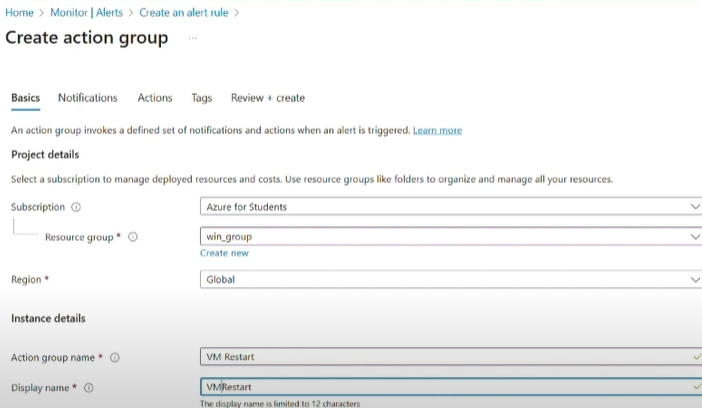 Home > Monitor | Alerts > Create an alert rule >
Create action group ...
Basics Notifications Actions Tags Review + create
An action group invokes a defined set of notifications and actions when an alert is triggered. Learn more
Project details
Select a subscription to manage deployed resources and costs. Use resource groups like folders to organize and manage all your resources.
Subscription Azure for Students
Resource group * win_group
Create new
Region * Global
Instance details
Action group name * VM Restart
Display name * VMRestart
The display name is limited to 12 characters